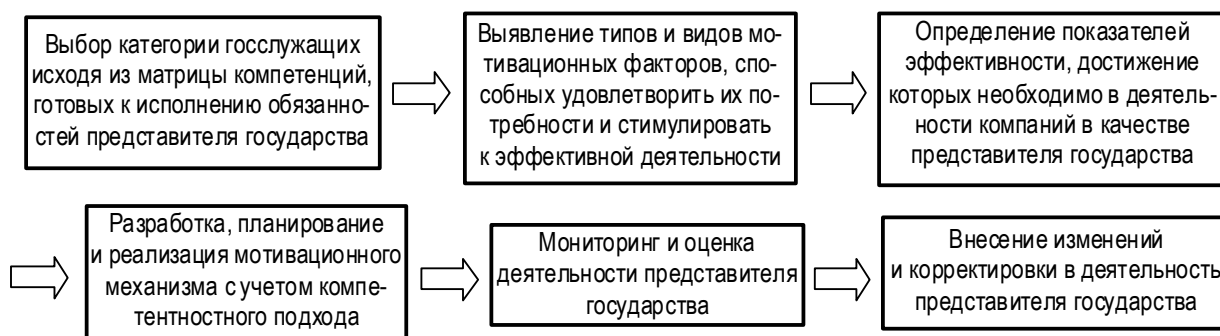 Выбор категории госслужащих
исходя из матрицы компетенций,
готовых к исполнению обязанно-
стей представителя государства
Выявление типов и видов мо-
тивационных факторов, спо-
собных удовлетворить их по-
требности и стимулировать
к эффективной деятельности
Определение показателей
эффективности, достижение
которых необходимо в деятель-
ности компаний в качестве
представителя государства
Разработка, планирование
и реализация мотивационного
механизма с учетом компе-
тентностного подхода
Мониторинг и оценка
деятельности представителя
государства
Внесение изменений
и корректировки в деятельность
представителя государства